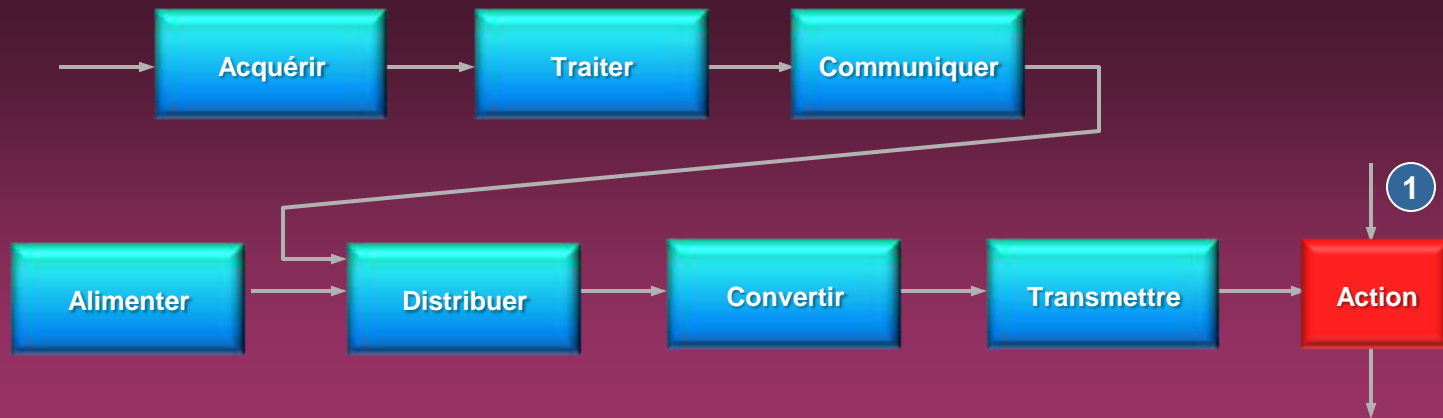 Acquérir
Traiter
Communiquer
1
Alimenter
Distribuer
Convertir
Transmettre
Action